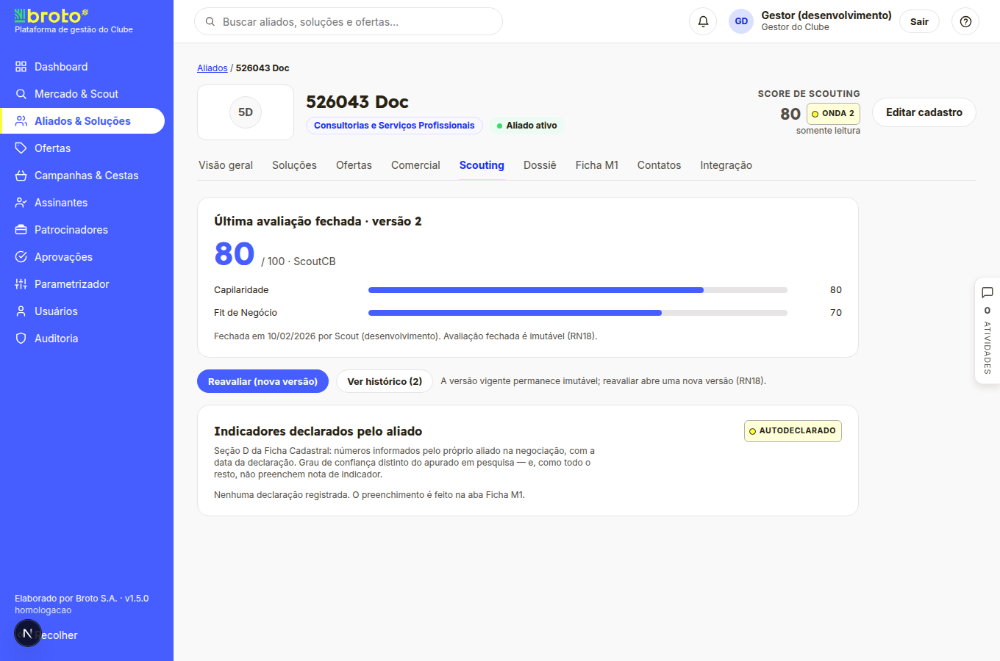 broto
Plataforma de gestão do Clube
Buscar aliados, soluções e ofertas...
GD
Gestor (desenvolvimento)
Gestor do Clube
Sair
Dashboard
Mercado & Scout
Aliados & Soluções
Ofertas
Campanhas & Cestas
Assinantes
Patrocinadores
Aprovações
Parametrizador
Usuários
Auditoria
Elaborado por Broto S.A. · v1.5.0
homologacao
N
Recolher
Aliados / 526043 Doc
5D
526043 Doc
Consultorias e Serviços Profissionais
Aliado ativo
SCORE DE SCOUTING
80
ONDA 2
somente leitura
Editar cadastro
Visão geral
Soluções
Ofertas
Comercial
Scouting
Dossiê
Ficha M1
Contatos
Integração
Última avaliação fechada · versão 2
80 / 100 · ScoutCB
Capilaridade 80
Fit de Negócio 70
Fechada em 10/02/2026 por Scout (desenvolvimento). Avaliação fechada é imutável (RN18).
Reavaliar (nova versão)
Ver histórico (2)
A versão vigente permanece imutável; reavaliar abre uma nova versão (RN18).
Indicadores declarados pelo aliado
AUTODECLARADO
Seção D da Ficha Cadastral: números informados pelo próprio aliado na negociação, com a
data da declaração. Grau de confiança distinto do apurado em pesquisa — e, como todo o
resto, não preenchem nota de indicador.
Nenhuma declaração registrada. O preenchimento é feito na aba Ficha M1.
0
ATIVIDADES